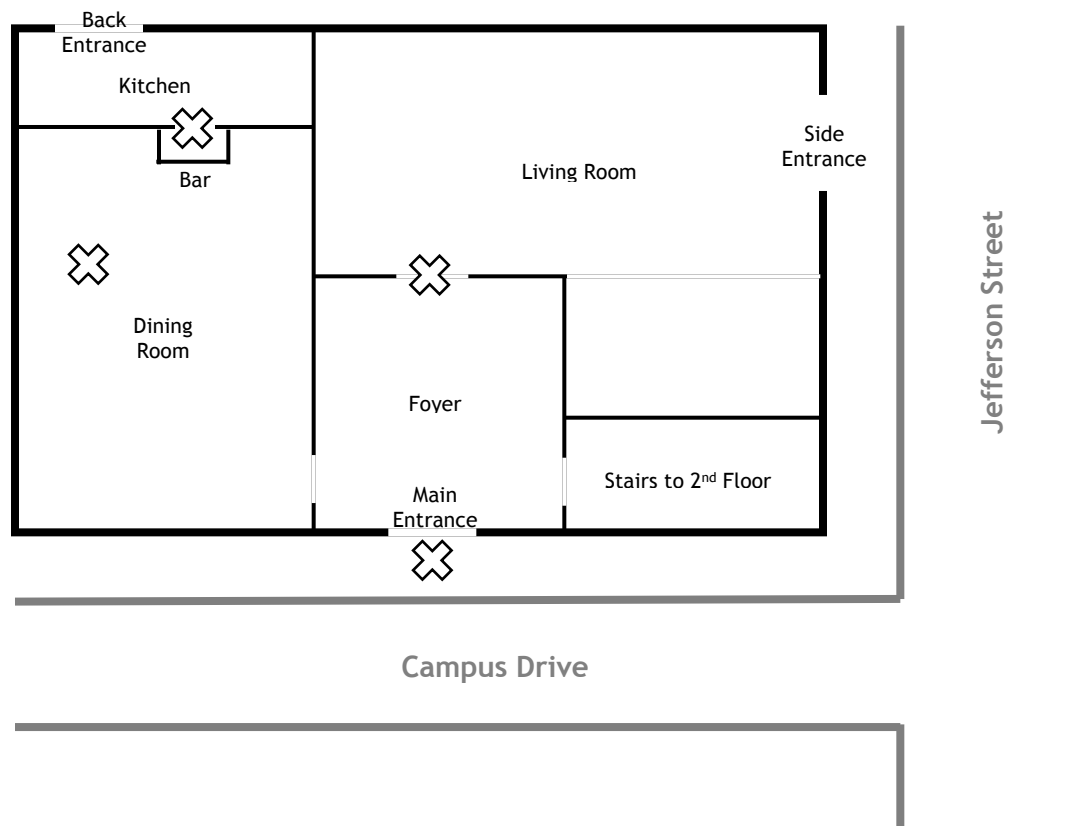 Back
Entrance
Kitchen
Bar
Living Room
Side
Entrance
Dining
Room
Foyer
Jefferson Street
Stairs to 2nd Floor
Main
Entrance
Campus Drive